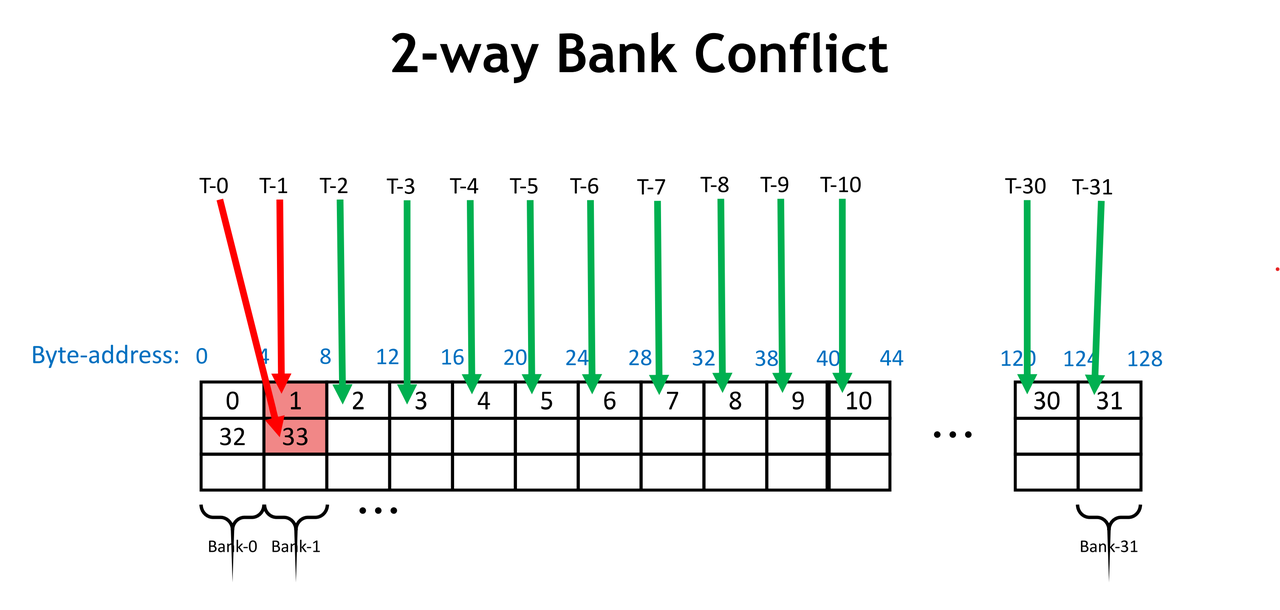 2-way Bank Conflict
T-0 T-1 T-2 T-3 T-4 T-5 T-6 T-7 T-8 T-9 T-10 T-30 T-31
Byte-address: 0 4 8 12 16 20 24 28 32 38 40 44 120 124 128
0 1 2 3 4 5 6 7 8 9 10 30 31
32 33 • • •
• • •
Bank-0 Bank-1 Bank-31